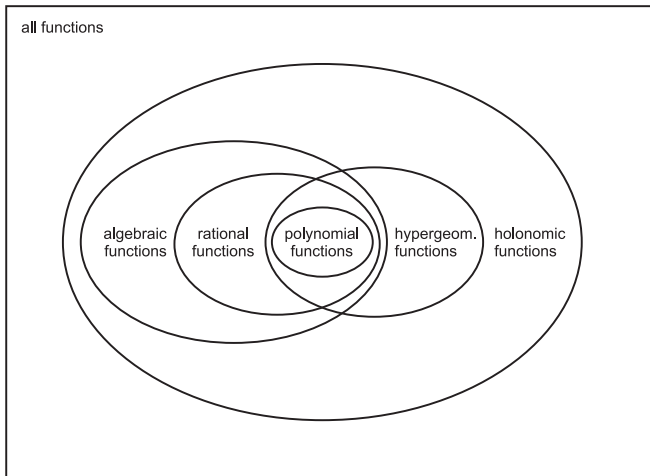 all functions
algebraic
functions
rational
functions
polynomial
functions
hypergeom.
functions
holonomic
functions